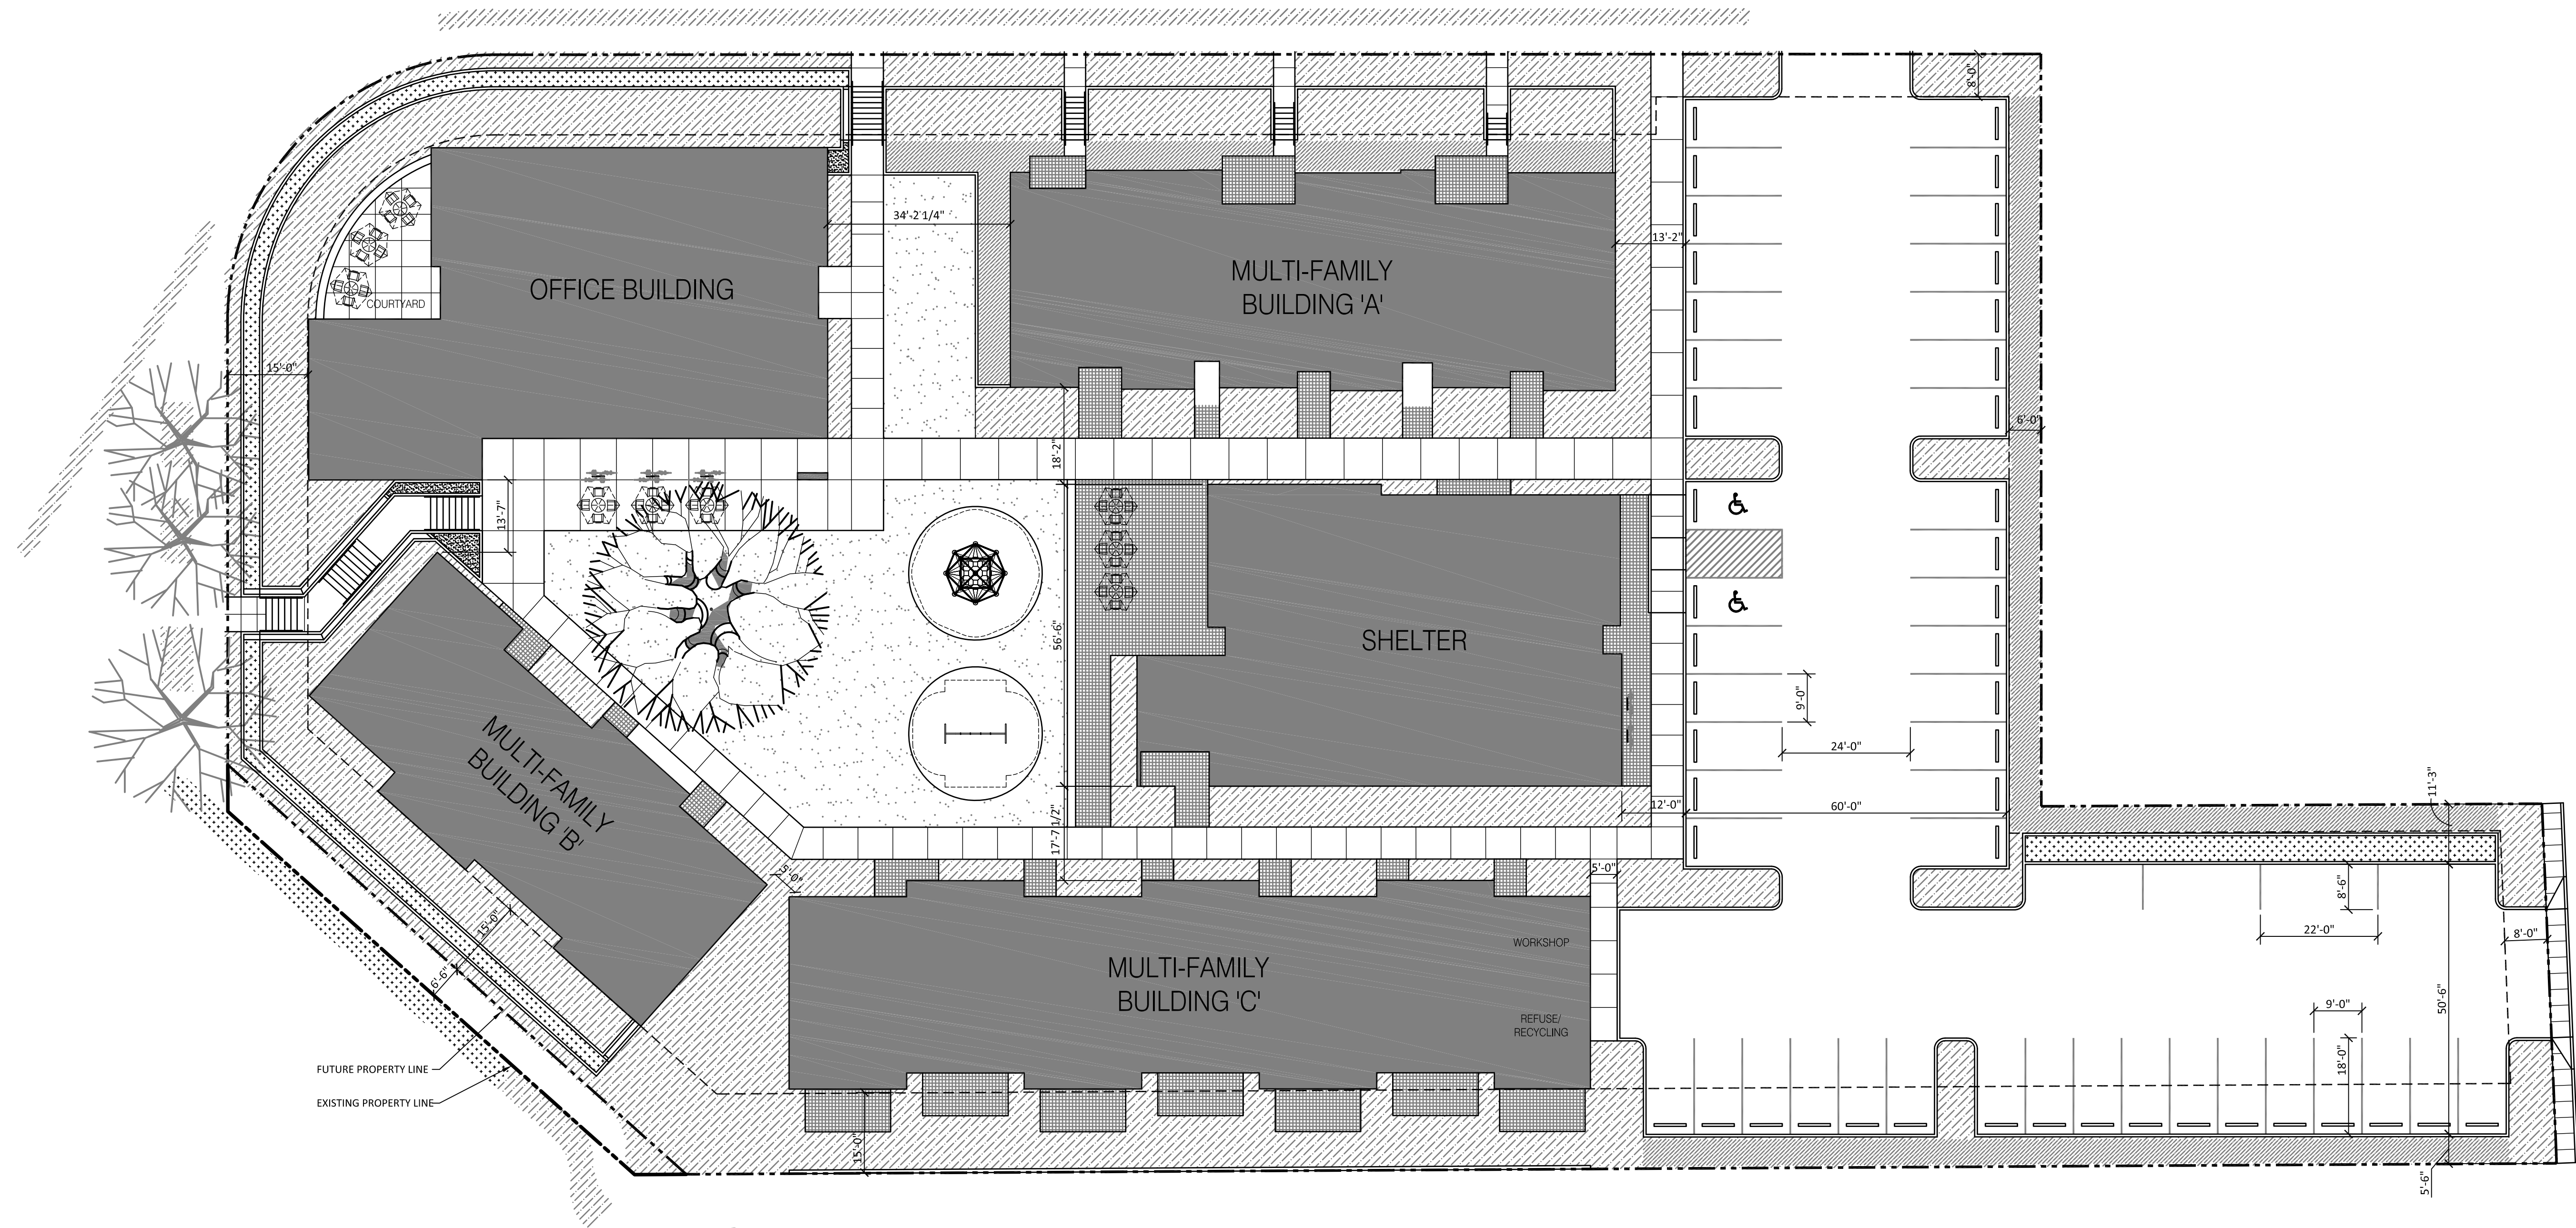 8'-0"
34'-2 1/4"
13'-2"
MULTI-FAMILY
BUILDING 'A'
OFFICE BUILDING
COURTYARD
15'-0"
6'-0"
18'-2"
13'-7"
56'-6"
SHELTER
9'-0"
24'-0"
MULTI-FAMILY
BUILDING 'B'
12'-0"
60'-0"
11'-3"
17'-7 1/2"
5'-0"
5'-0"
8'-6"
22'-0"
8'-0"
15'-0"
6'-6"
WORKSHOP
MULTI-FAMILY
BUILDING 'C'
REFUSE/
RECYCLING
9'-0"
50'-6"
18'-0"
FUTURE PROPERTY LINE
EXISTING PROPERTY LINE
15'-0"
5'-6"